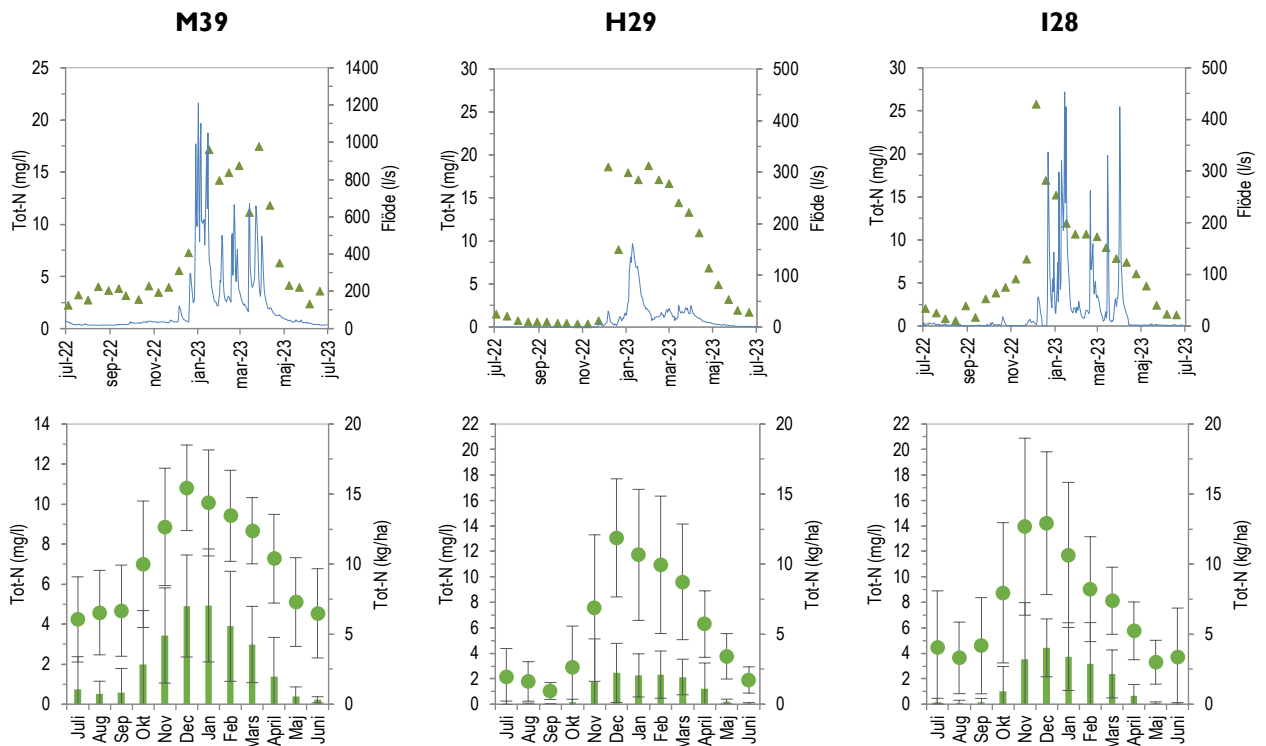 M39
H29
I28
25
20
15
10
5
0
Tot-N (mg/l)
1400
1200
1000
800
600
400
200
0
Flöde (l/s)
jul-22
sep-22
nov-22
jan-23
mar-23
maj-23
jul-23
30
25
20
15
10
5
0
Tot-N (mg/l)
500
400
300
200
100
0
Flöde (l/s)
jul-22
sep-22
nov-22
jan-23
mar-23
maj-23
jul-23
30
25
20
15
10
5
0
Tot-N (mg/l)
500
400
300
200
100
0
Flöde (l/s)
jul-22
sep-22
nov-22
jan-23
mar-23
maj-23
jul-23
14
12
10
8
6
4
2
0
Tot-N (mg/l)
20
15
10
5
0
Tot-N (kg/ha)
Juli
Aug
Sep
Okt
Nov
Dec
Jan
Feb
Mars
April
Maj
Juni
22
20
18
16
14
12
10
8
6
4
2
0
Tot-N (mg/l)
20
15
10
5
0
Tot-N (kg/ha)
Juli
Aug
Sep
Okt
Nov
Dec
Jan
Feb
Mars
April
Maj
Juni
22
20
18
16
14
12
10
8
6
4
2
0
Tot-N (mg/l)
20
15
10
5
0
Tot-N (kg/ha)
Juli
Aug
Sep
Okt
Nov
Dec
Jan
Feb
Mars
April
Maj
Juni